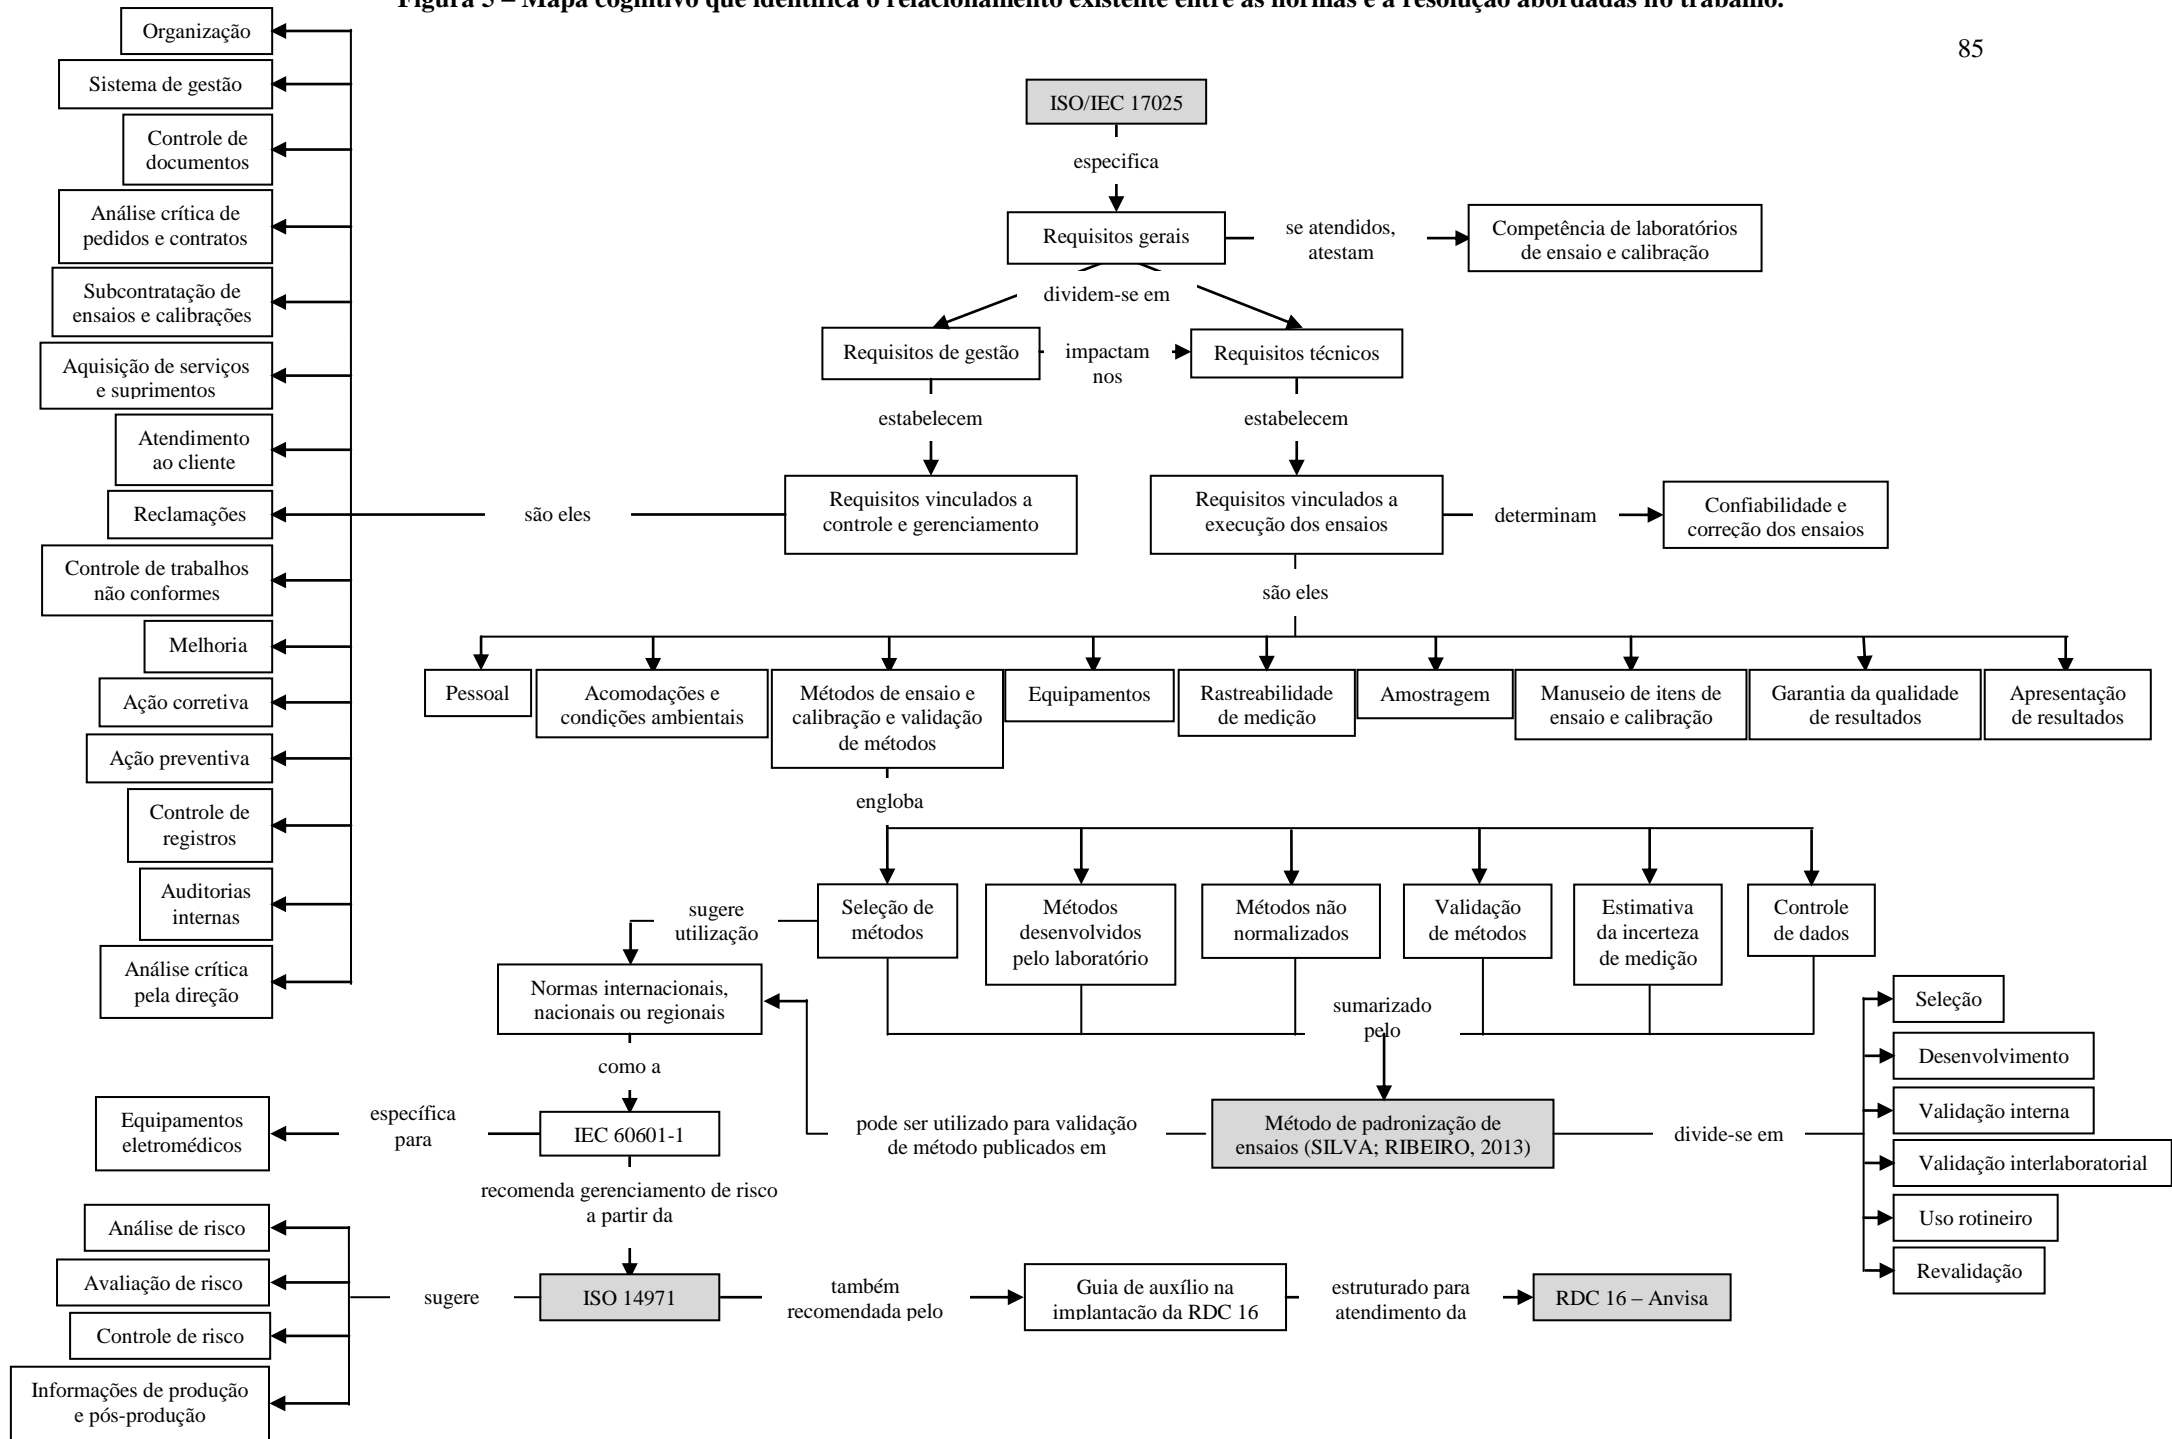 Figura 5 – Mapa cognitivo que identifica o relacionamento existente entre as normas e a resolução abordadas no trabalho.
85
Organização
Sistema de gestão
Controle de
documentos
Análise crítica de
pedidos e contratos
Subcontratação de
ensaios e calibrações
Aquisição de serviços
e suprimentos
Atendimento
ao cliente
Reclamações
Controle de trabalhos
não conformes
Melhoria
Ação corretiva
Ação preventiva
Controle de
registros
Auditorias
internas
Análise crítica
pela direção
ISO/IEC 17025
especifica
Requisitos gerais
se atendidos,
atestam
Competência de laboratórios
de ensaio e calibração
dividem-se em
Requisitos de gestão
impactam
nos
Requisitos técnicos
estabelecem
estabelecem
são eles
Requisitos vinculados a
controle e gerenciamento
Requisitos vinculados a
execução dos ensaios
determinam
Confiabilidade e
correção dos ensaios
são eles
Pessoal
Acomodações e
condições ambientais
Métodos de ensaio e
calibração e validação
de métodos
Equipamentos
Rastreabilidade
de medição
Amostragem
Manuseio de itens de
ensaio e calibração
Garantia da qualidade
de resultados
Apresentação
de resultados
engloba
sugere
utilização
Seleção de
métodos
Métodos
desenvolvidos
pelo laboratório
Métodos não
normalizados
Validação
de métodos
Estimativa
da incerteza
de medição
Controle
de dados
Normas internacionais,
nacionais ou regionais
sumarizado
pelo
como a
Equipamentos
eletromédicos
específica
para
IEC 60601-1
pode ser utilizado para validação
de método publicados em
Método de padronização de
ensaios (SILVA; RIBEIRO, 2013)
divide-se em
Seleção
Desenvolvimento
Validação interna
Validação interlaboratorial
Uso rotineiro
Revalidação
recomenda gerenciamento de risco
a partir da
Análise de risco
Avaliação de risco
Controle de risco
Informações de produção
e pós-produção
sugere
ISO 14971
também
recomendada pelo
Guia de auxílio na
implantação da RDC 16
estruturado para
atendimento da
RDC 16 – Anvisa